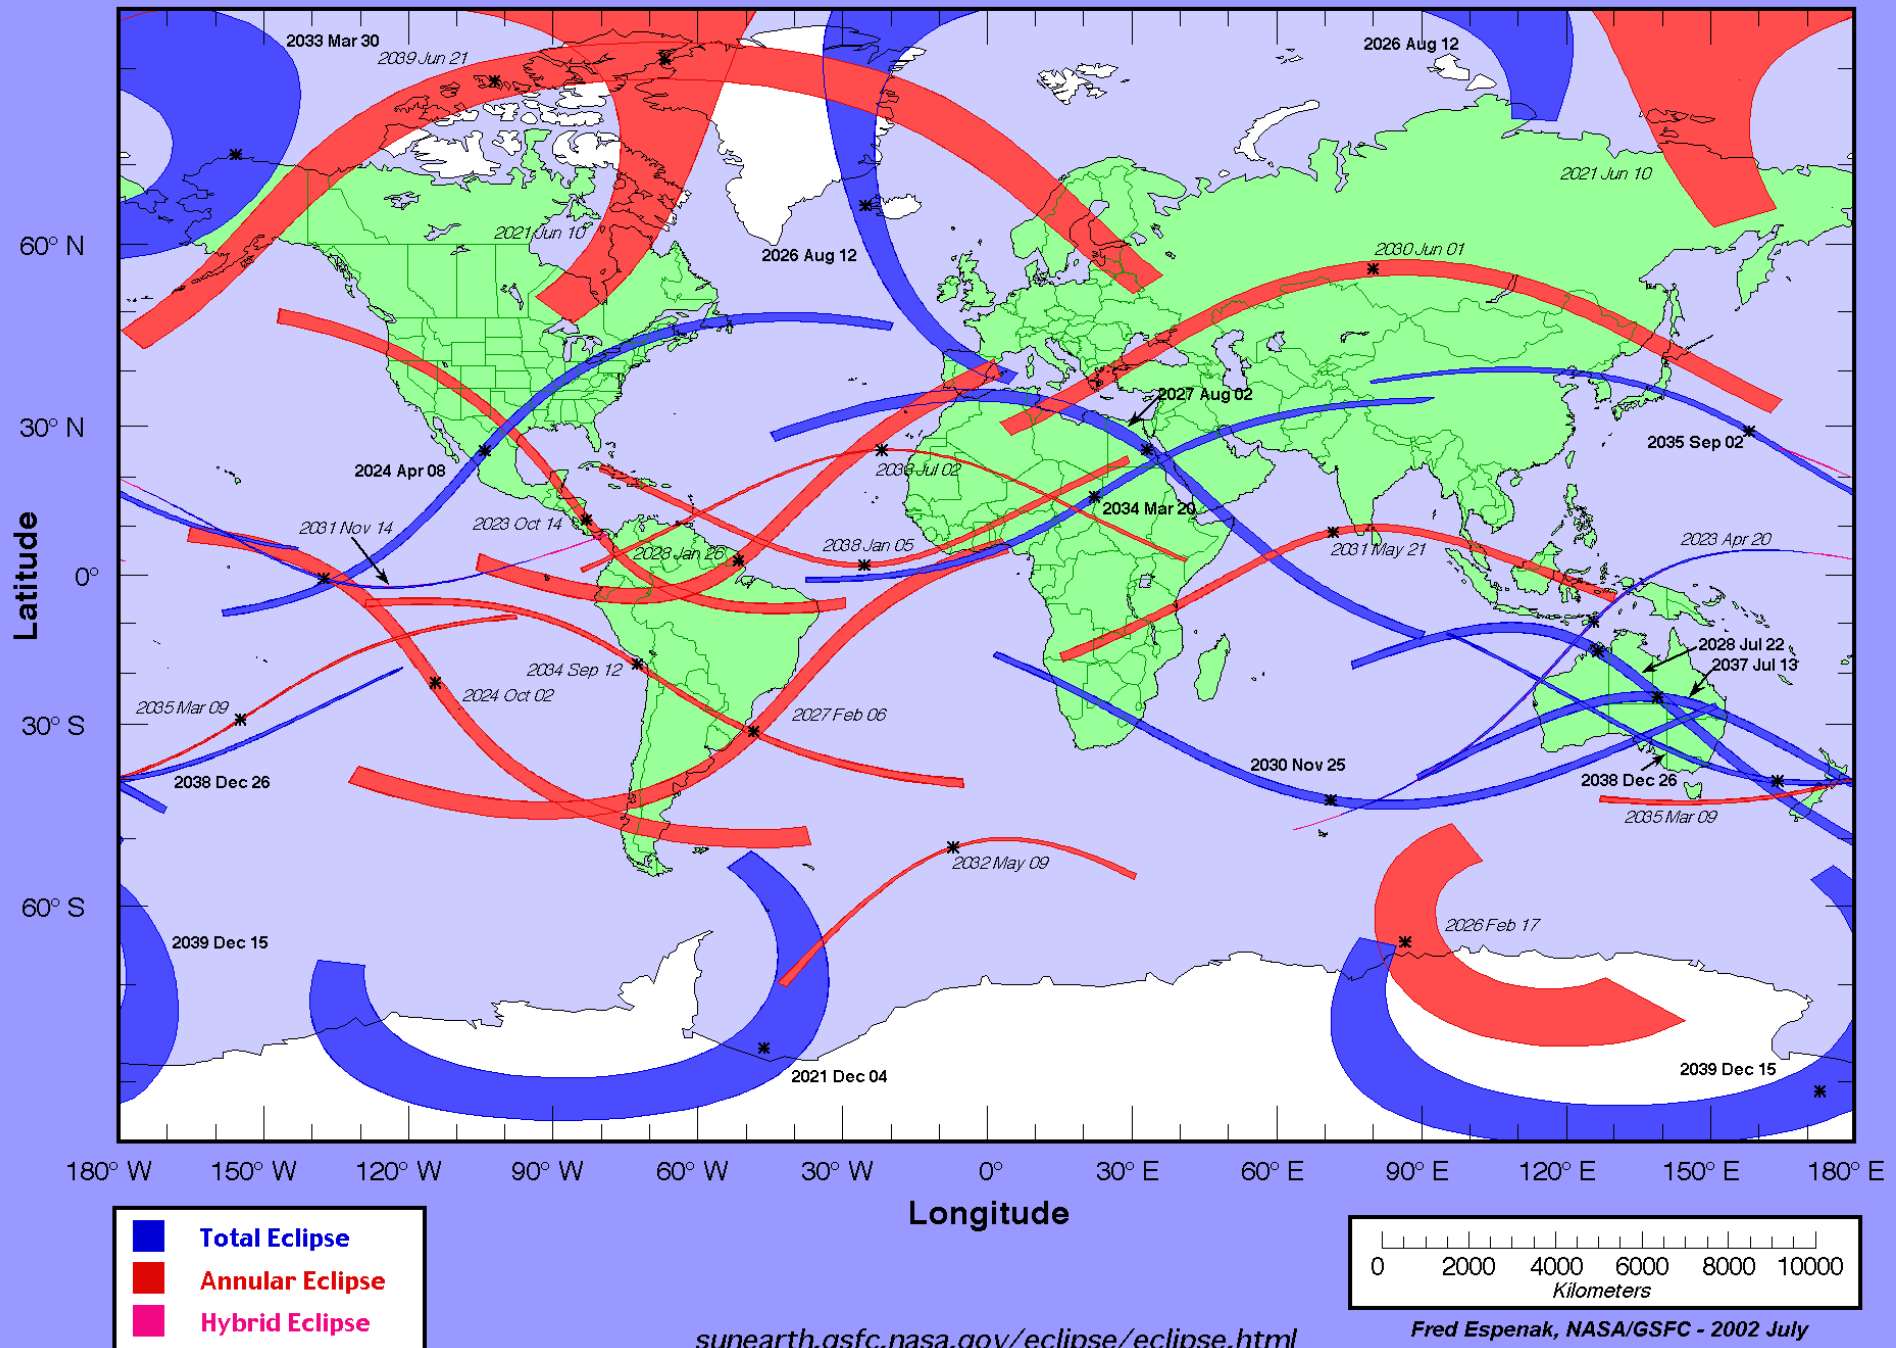 2033 Mar 30
2039 Jun 21
2026 Aug 12
2021 Jun 10
60° N
2021 Jun 10
2026 Aug 12
2030 Jun 01
2027 Aug 02
30° N
2035 Sep 02
2024 Apr 08
2038 Jul 02
2034 Mar 20
2031 Nov 14
2023 Oct 14
2028 Jan 26
2038 Jan 05
2031 May 21
2023 Apr 20
Latitude
0°
2028 Jul 22
2037 Jul 13
2034 Sep 12
2024 Oct 02
2035 Mar 09
2027 Feb 06
30° S
2038 Dec 26
2030 Nov 25
2038 Dec 26
2035 Mar 09
2032 May 09
60° S
2039 Dec 15
2026 Feb 17
2021 Dec 04
2039 Dec 15
180° W 150° W 120° W 90° W 60° W 30° W 0° 30° E 60° E 90° E 120° E 150° E 180° E
Longitude
Total Eclipse
Annular Eclipse
Hybrid Eclipse
0 2000 4000 6000 8000 10000
Kilometers
Fred Espenak, NASA/GSFC - 2002 July
sunearth.gsfc.nasa.gov/eclipse/eclipse.html